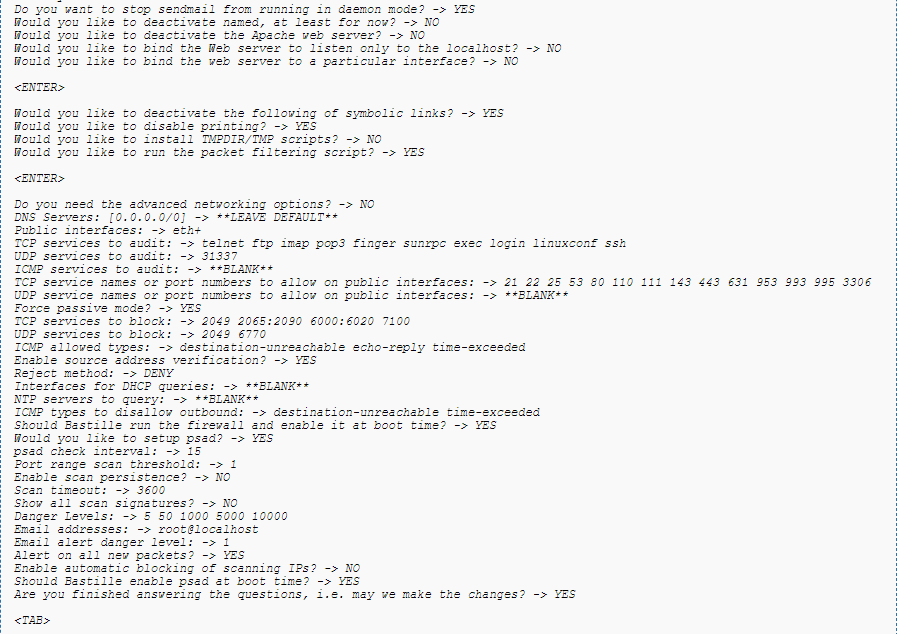 Do you want to stop sendmail from running in daemon mode? -> YES
Would you like to deactivate named, at least for now? -> NO
Would you like to deactivate the Apache web server? -> NO
Would you like to bind the Web server to listen only to the localhost? -> NO
Would you like to bind the web server to a particular interface? -> NO
<ENTER>
Would you like to deactivate the following of symbolic links? -> YES
Would you like to disable printing? -> YES
Would you like to install TMPDIR/TMP scripts? -> NO
Would you like to run the packet filtering script? -> YES
<ENTER>
Do you need the advanced networking options? -> NO
DNS Servers: [0.0.0.0/0] -> **LEAVE DEFAULT**
Public interfaces: -> eth+
TCP services to audit: -> telnet ftp imap pop3 finger sunrpc exec login linuxconf ssh
UDP services to audit: -> 31337
ICMP services to audit: -> **BLANK**
TCP service names or port numbers to allow on public interfaces: -> 21 22 25 53 80 110 111 143 443 631 953 993 995 3306
UDP service names or port numbers to allow on public interfaces: -> **BLANK**
Force passive mode? -> YES
TCP services to block: -> 2049 2065:2090 6000:6020 7100
UDP services to block: -> 2049 6770
ICMP allowed types: -> destination-unreachable echo-reply time-exceeded
Enable source address verification? -> YES
Reject method: -> DENY
Interfaces for DHCP queries: -> **BLANK**
NTP servers to query: -> **BLANK**
ICMP types to disallow outbound: -> destination-unreachable time-exceeded
Should Bastille run the firewall and enable it at boot time? -> YES
Would you like to setup psad? -> YES
psad check interval: -> 15
Port range scan threshold: -> 1
Enable scan persistence? -> NO
Scan timeout: -> 3600
Show all scan signatures? -> NO
Danger Levels: -> 5 50 1000 5000 10000
Email addresses: -> root@localhost
Email alert danger level: -> 1
Alert on all new packets? -> YES
Enable automatic blocking of scanning IPs? -> NO
Should Bastille enable psad at boot time? -> YES
Are you finished answering the questions, i.e. may we make the changes? -> YES
<TAB>